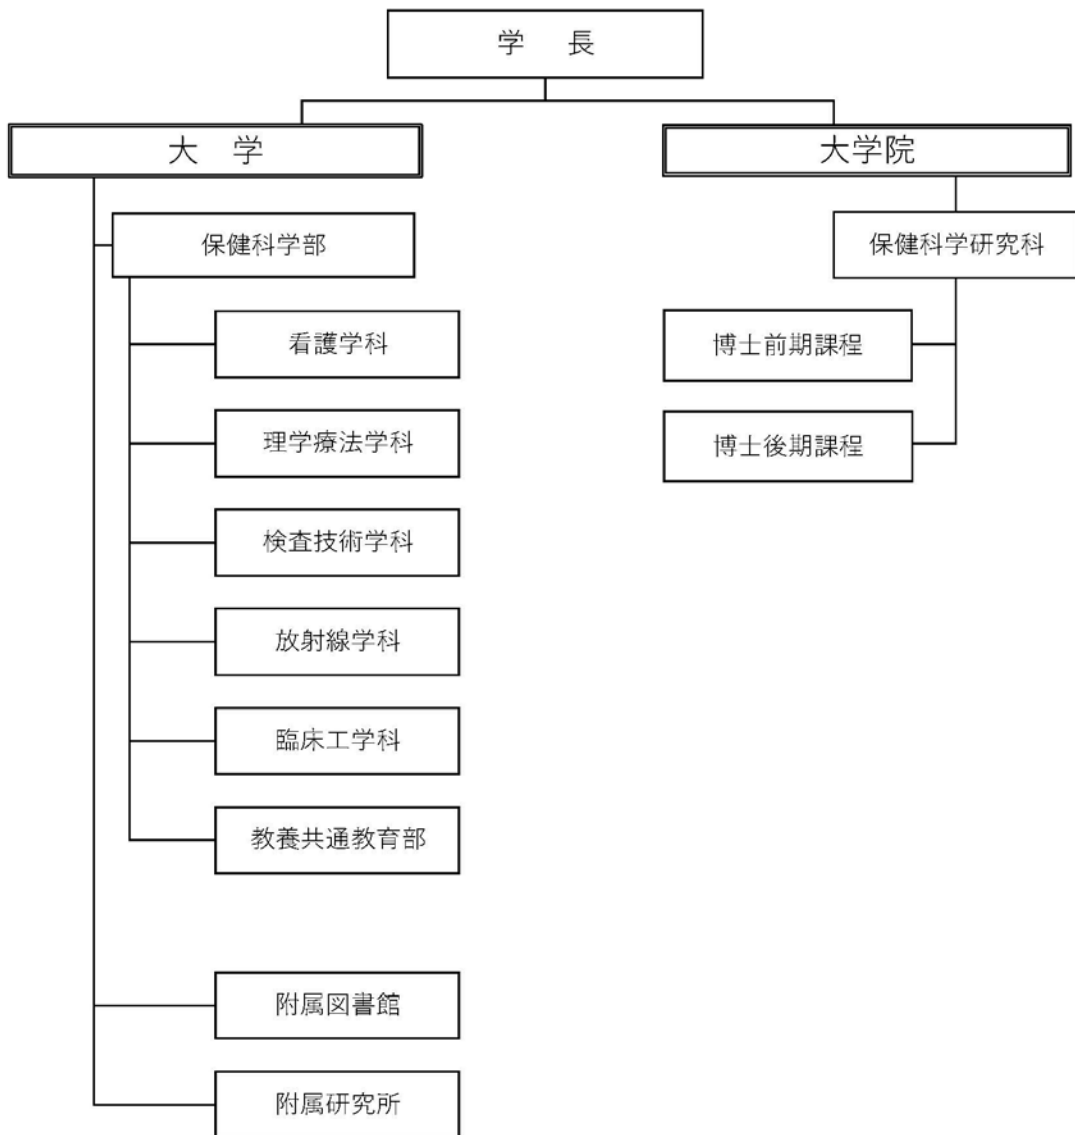 学 長
大 学
大学院
保健科学部
保健科学研究科
看護学科
博士前期課程
理学療法学科
博士後期課程
検査技術学科
放射線学科
臨床工学科
教養共通教育部
附属図書館
附属研究所